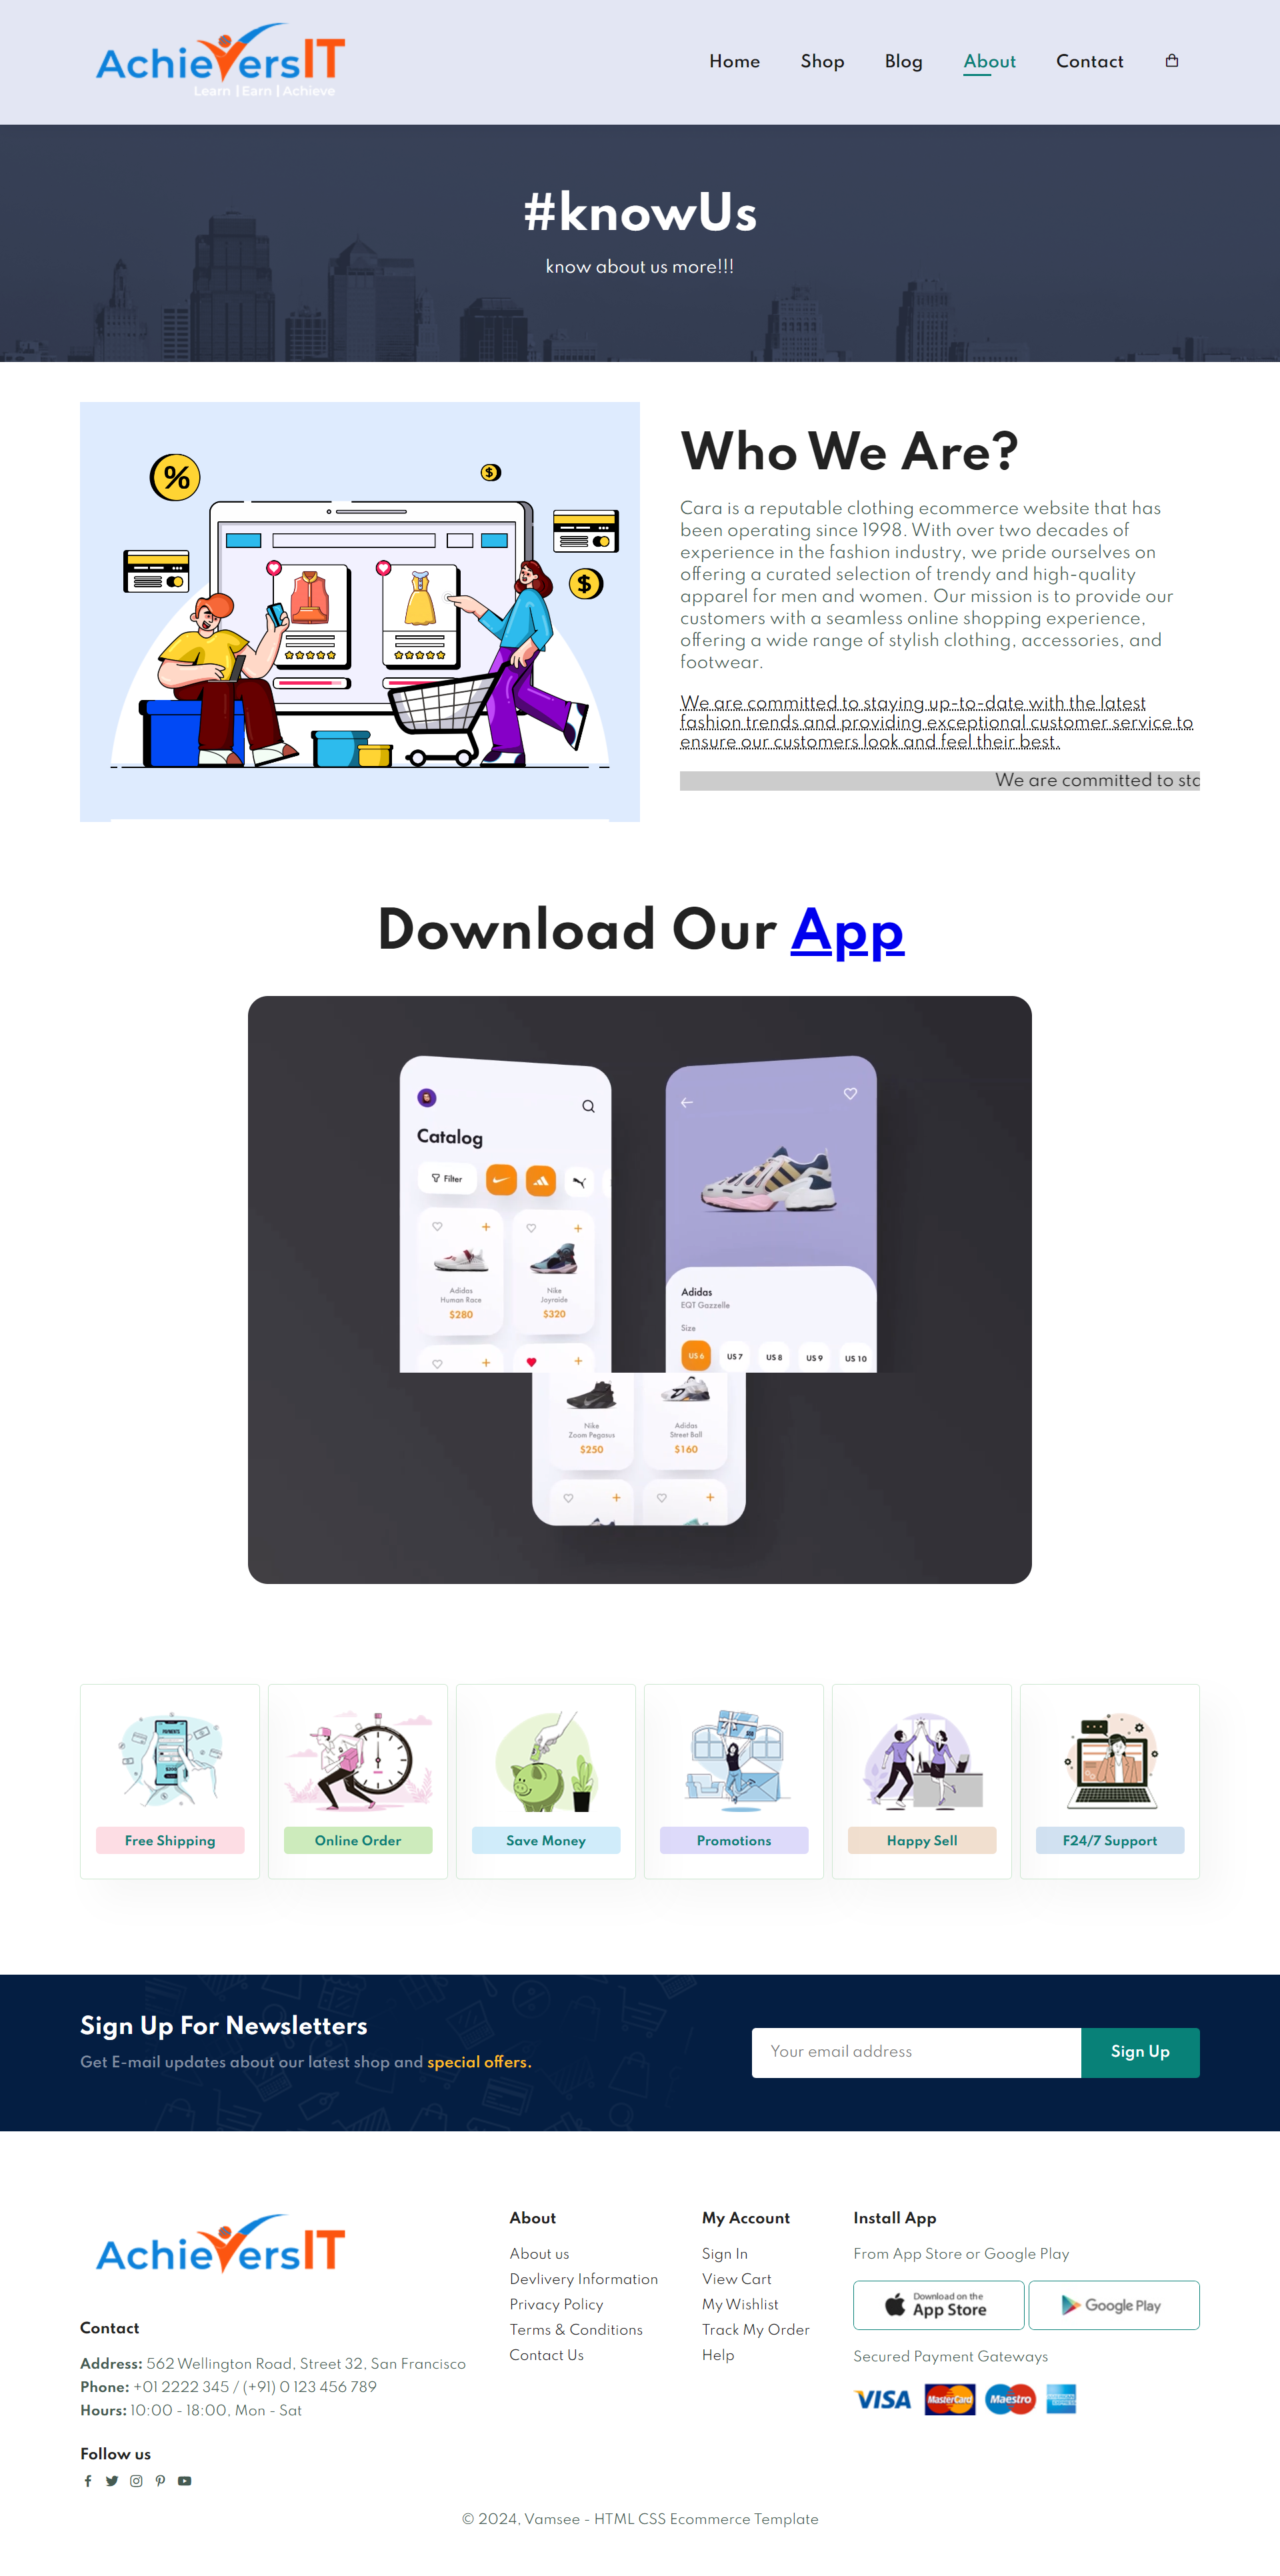 AchieversIT
Learn | Earn | Achieve
Home Shop Blog About Contact
#knowUs
know about us more!!!
%
$
$
Who We Are?
Cara is a reputable clothing ecommerce website that has
been operating since 1998. With over two decades of
experience in the fashion industry, we pride ourselves on
offering a curated selection of trendy and high-quality
apparel for men and women. Our mission is to provide our
customers with a seamless online shopping experience,
offering a wide range of stylish clothing, accessories, and
footwear.
We are committed to staying up-to-date with the latest
fashion trends and providing exceptional customer service to
ensure our customers look and feel their best.
We are committed to sta
Download Our App
Catalog
Filter
Adidas
Human Race
$280
Nike
Joyraide
$320
Adidas
EQT Gazzelle
Size
US 6 US 7 US 8 US 9 US 10
Nike
Zoom Pegasus
$250
Adidas
Street Ball
$160
Free Shipping
Online Order
Save Money
Promotions
Happy Sell
F24/7 Support
Sign Up For Newsletters
Get E-mail updates about our latest shop and special offers.
Your email address
Sign Up
AchieversIT
Contact
Address: 562 Wellington Road, Street 32, San Francisco
Phone: +01 2222 345 / (+91) 0 123 456 789
Hours: 10:00 - 18:00, Mon - Sat
Follow us
About
About us
Devlivery Information
Privacy Policy
Terms & Conditions
Contact Us
My Account
Sign In
View Cart
My Wishlist
Track My Order
Help
Install App
From App Store or Google Play
Download on the
App Store
Google Play
Secured Payment Gateways
VISA
MasterCard
Maestro
© 2024, Vamsee - HTML CSS Ecommerce Template